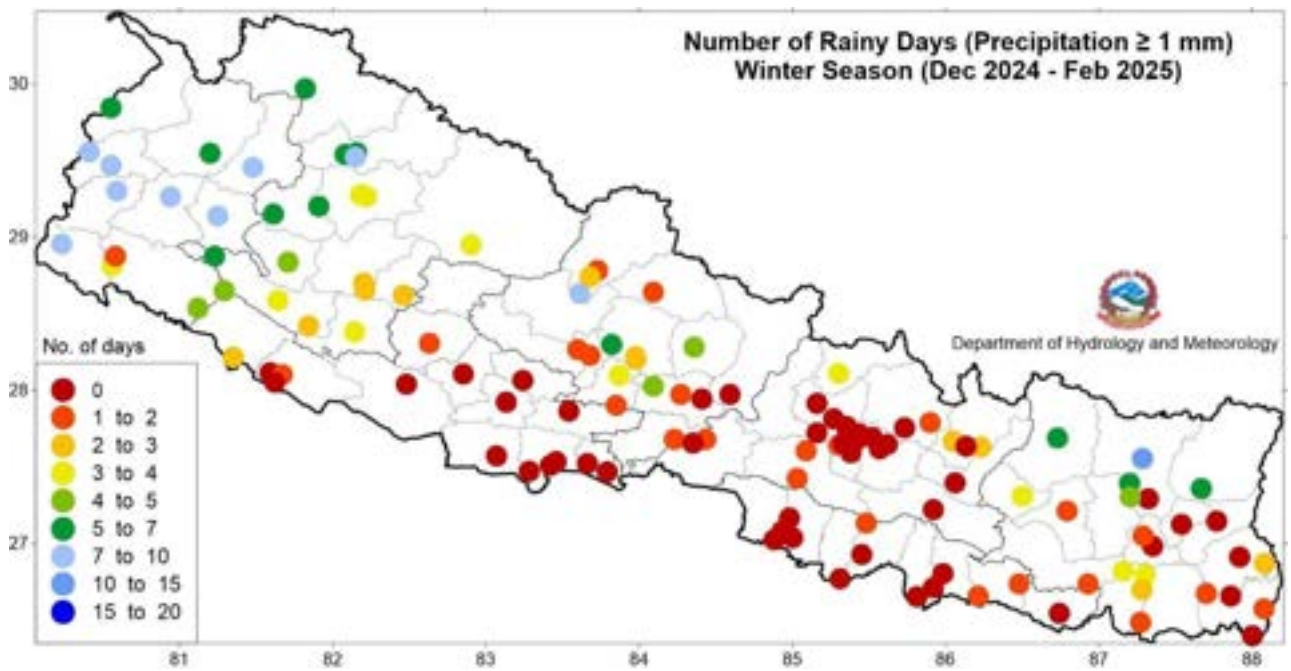 Number of Rainy Days (Precipitation ≥ 1 mm)
Winter Season (Dec 2024 - Feb 2025)
30
29
28
27
Department of Hydrology and Meteorology
No. of days
0
1 to 2
2 to 3
3 to 4
4 to 5
5 to 7
7 to 10
10 to 15
15 to 20
81 82 83 84 85 86 87 88